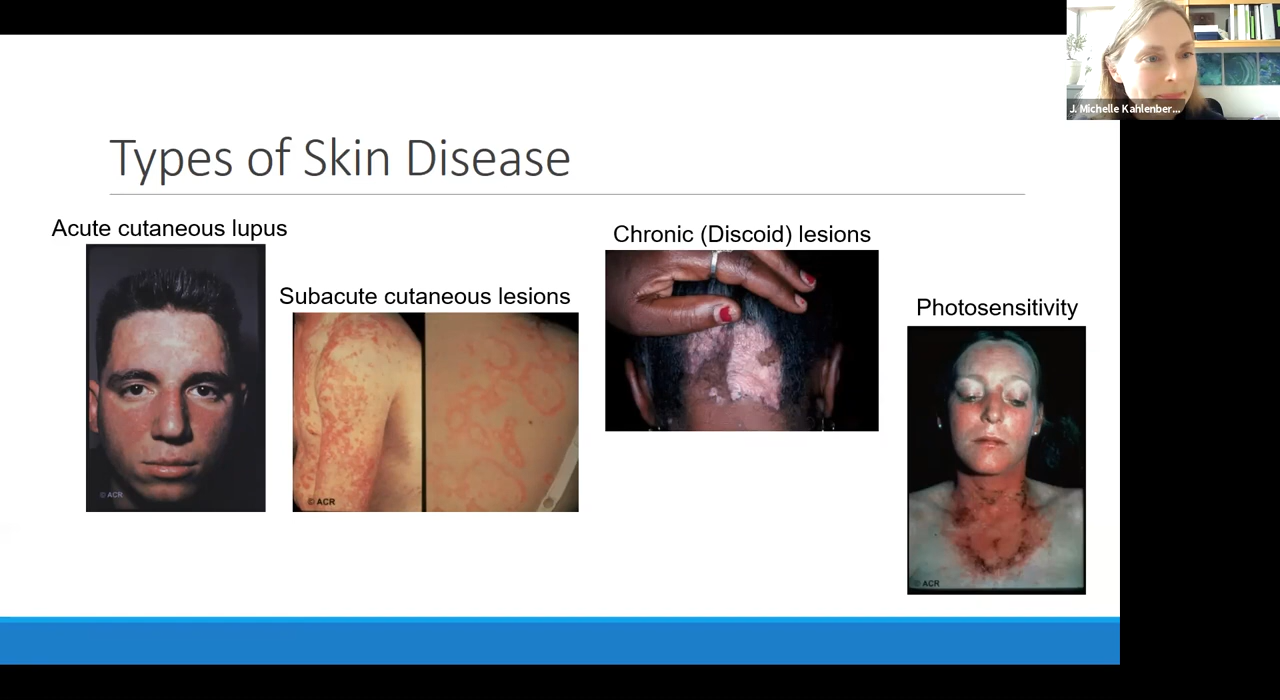 J. Michelle Kahlenber...
Types of Skin Disease
Acute cutaneous lupus
© ACR
Subacute cutaneous lesions
© ACR
Chronic (Discoid) lesions
Photosensitivity
© ACR